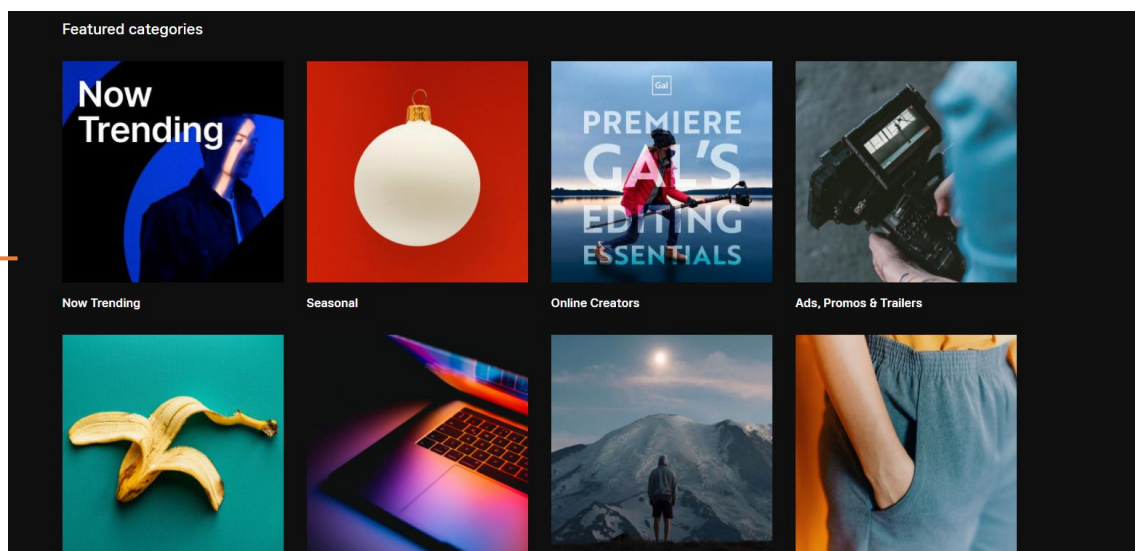 Featured categories
Now
Trending
Gal
PREMIERE
GAL'S
EDITING
ESSENTIALS
Now Trending
Seasonal
Online Creators
Ads, Promos & Trailers